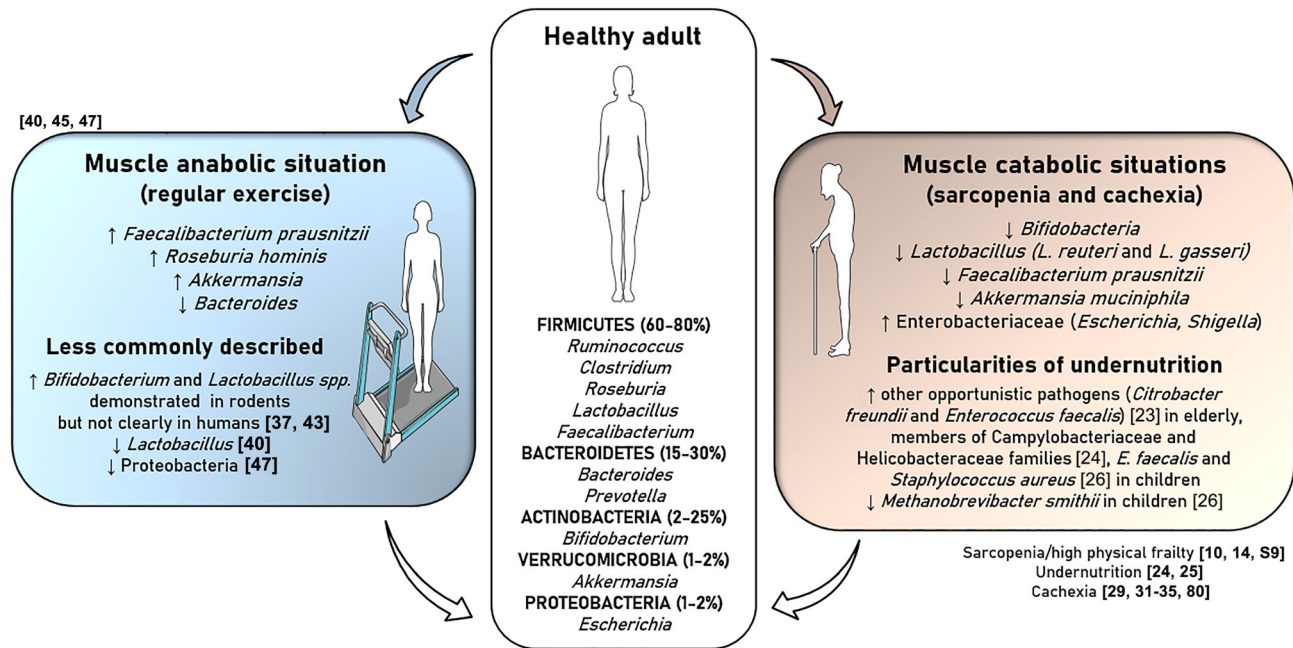 Healthy adult
FIRMICUTES (60–80%)
Ruminococcus
Clostridium
Roseburia
Lactobacillus
Faecalibacterium
BACTEROIDETES (15–30%)
Bacteroides
Prevotella
ACTINOBACTERIA (2–25%)
Bifidobacterium
VERRUCOMICROBIA (1–2%)
Akkermansia
PROTEOBACTERIA (1–2%)
Escherichia
[40, 45, 47]
Muscle anabolic situation
(regular exercise)
↑ Faecalibacterium prausnitzii
↑ Roseburia hominis
↑ Akkermansia
↓ Bacteroides
Less commonly described
↑ Bifidobacterium and Lactobacillus spp.
demonstrated in rodents
but not clearly in humans [37, 43]
↓ Lactobacillus [40]
↓ Proteobacteria [47]
Muscle catabolic situations
(sarcopenia and cachexia)
↓ Bifidobacteria
↓ Lactobacillus (L. reuteri and L. gasseri)
↓ Faecalibacterium prausnitzii
↓ Akkermansia muciniphila
↑ Enterobacteriaceae (Escherichia, Shigella)
Particularities of undernutrition
↑ other opportunistic pathogens (Citrobacter
freundii and Enterococcus faecalis) [23] in elderly,
members of Campylobacteriaceae and
Helicobacteraceae families [24], E. faecalis and
Staphylococcus aureus [26] in children
↓ Methanobrevibacter smithii in children [26]
Sarcopenia/high physical frailty [10, 14, S9]
Undernutrition [24, 25]
Cachexia [29, 31-35, 80]